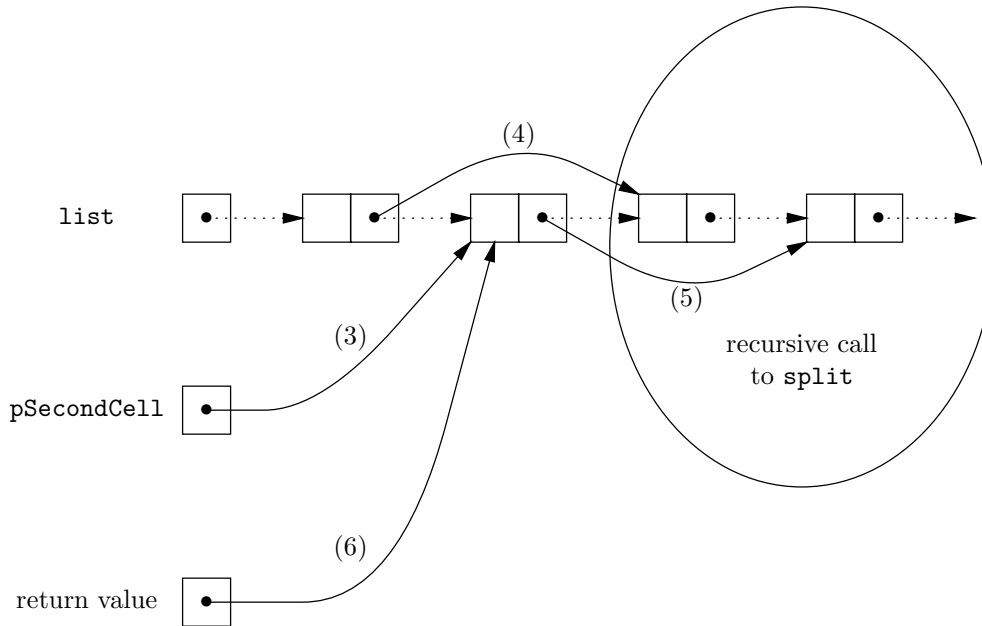 (4)
list
(5)
(3)
recursive call
to split
pSecondCell
(6)
return value